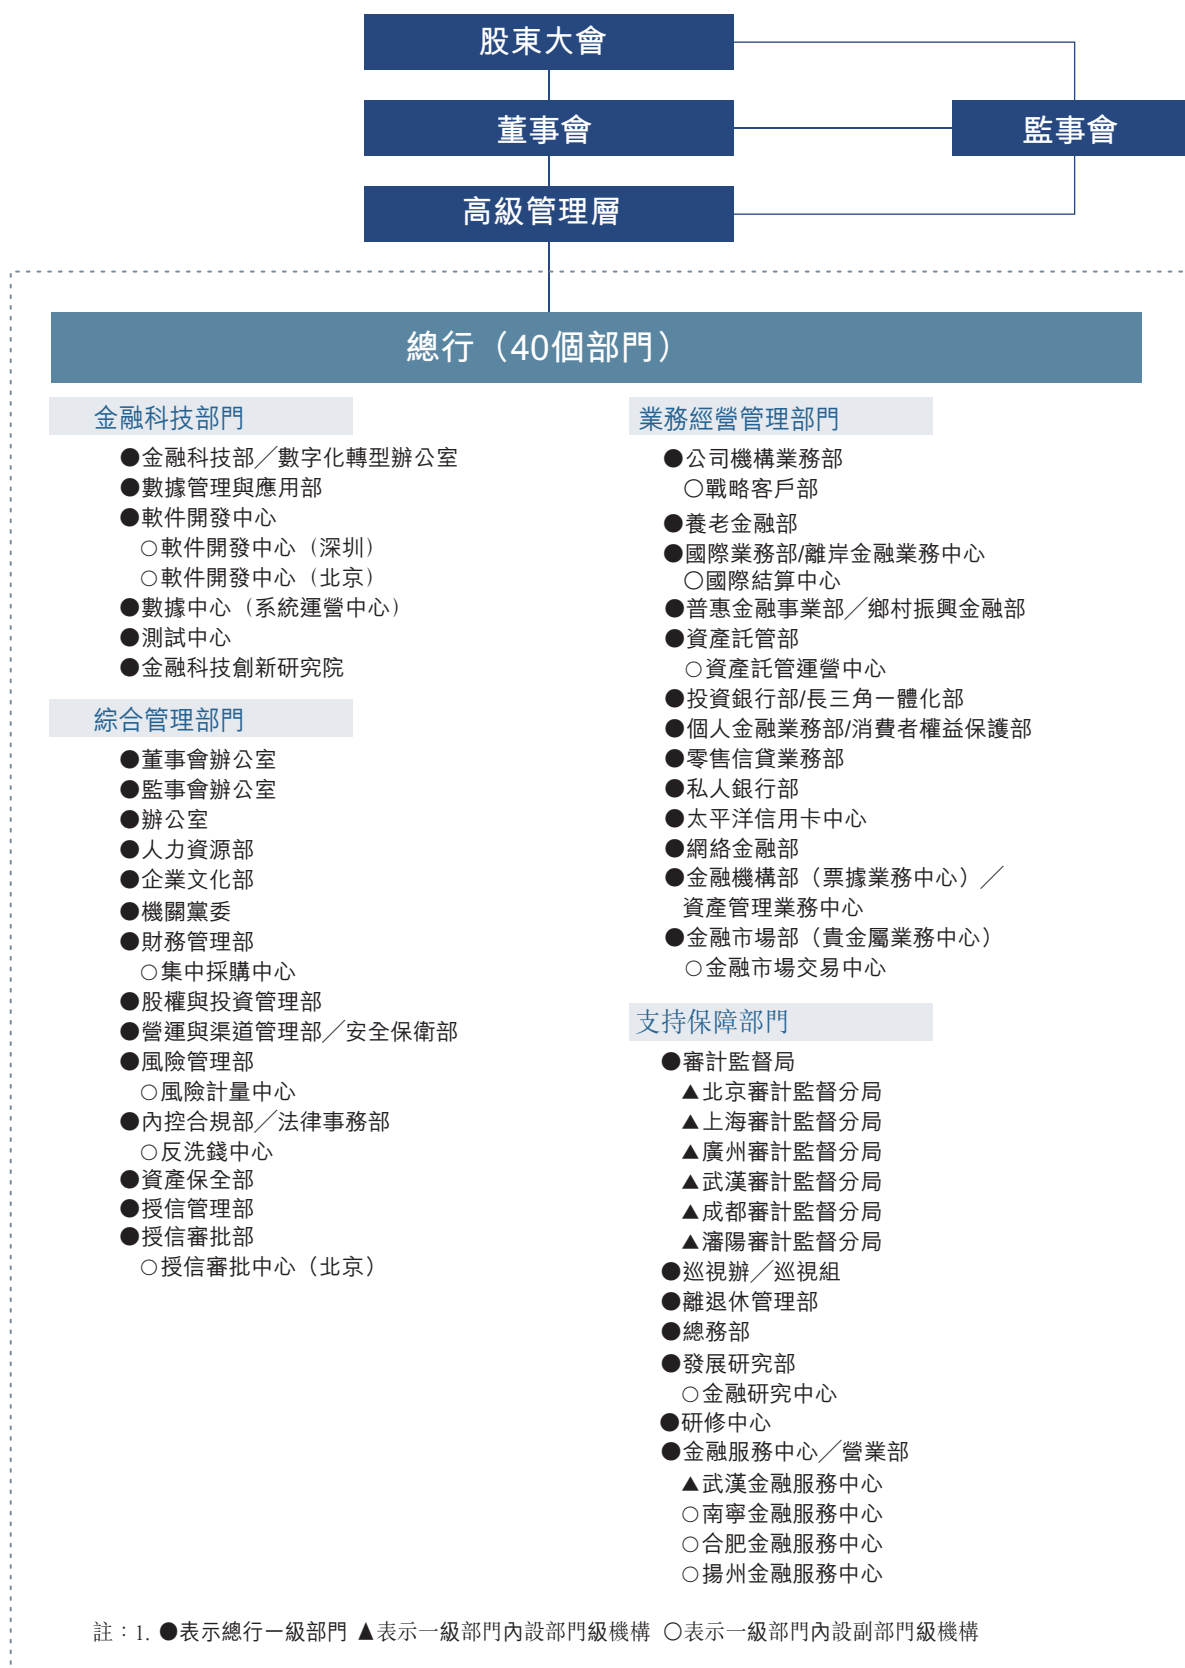 股東大會
董事會
監事會
高級管理層
總行（40個部門）
金融科技部門
●金融科技部／數字化轉型辦公室
●數據管理與應用部
●軟件開發中心
○軟件開發中心（深圳）
○軟件開發中心（北京）
●數據中心（系統運營中心）
●測試中心
●金融科技創新研究院
綜合管理部門
●董事會辦公室
●監事會辦公室
●辦公室
●人力資源部
●企業文化部
●機關黨委
●財務管理部
○集中採購中心
●股權與投資管理部
●營運與渠道管理部／安全保衛部
●風險管理部
○風險計量中心
●內控合規部／法律事務部
○反洗錢中心
●資產保全部
●授信管理部
●授信審批部
○授信審批中心（北京）
業務經營管理部門
●公司機構業務部
○戰略客戶部
●養老金融部
●國際業務部/離岸金融業務中心
○國際結算中心
●普惠金融事業部／鄉村振興金融部
●資產託管部
○資產託管運營中心
●投資銀行部/長三角一體化部
●個人金融業務部/消費者權益保護部
●零售信貸業務部
●私人銀行部
●太平洋信用卡中心
●網絡金融部
●金融機構部（票據業務中心）／
資產管理業務中心
●金融市場部（貴金屬業務中心）
○金融市場交易中心
支持保障部門
●審計監督局
▲北京審計監督分局
▲上海審計監督分局
▲廣州審計監督分局
▲武漢審計監督分局
▲成都審計監督分局
▲瀋陽審計監督分局
●巡視辦／巡視組
●離退休管理部
●總務部
●發展研究部
○金融研究中心
●研修中心
●金融服務中心／營業部
▲武漢金融服務中心
○南寧金融服務中心
○合肥金融服務中心
○揚州金融服務中心
註：1. ●表示總行一級部門 ▲表示一級部門內設部門級機構 ○表示一級部門內設副部門級機構